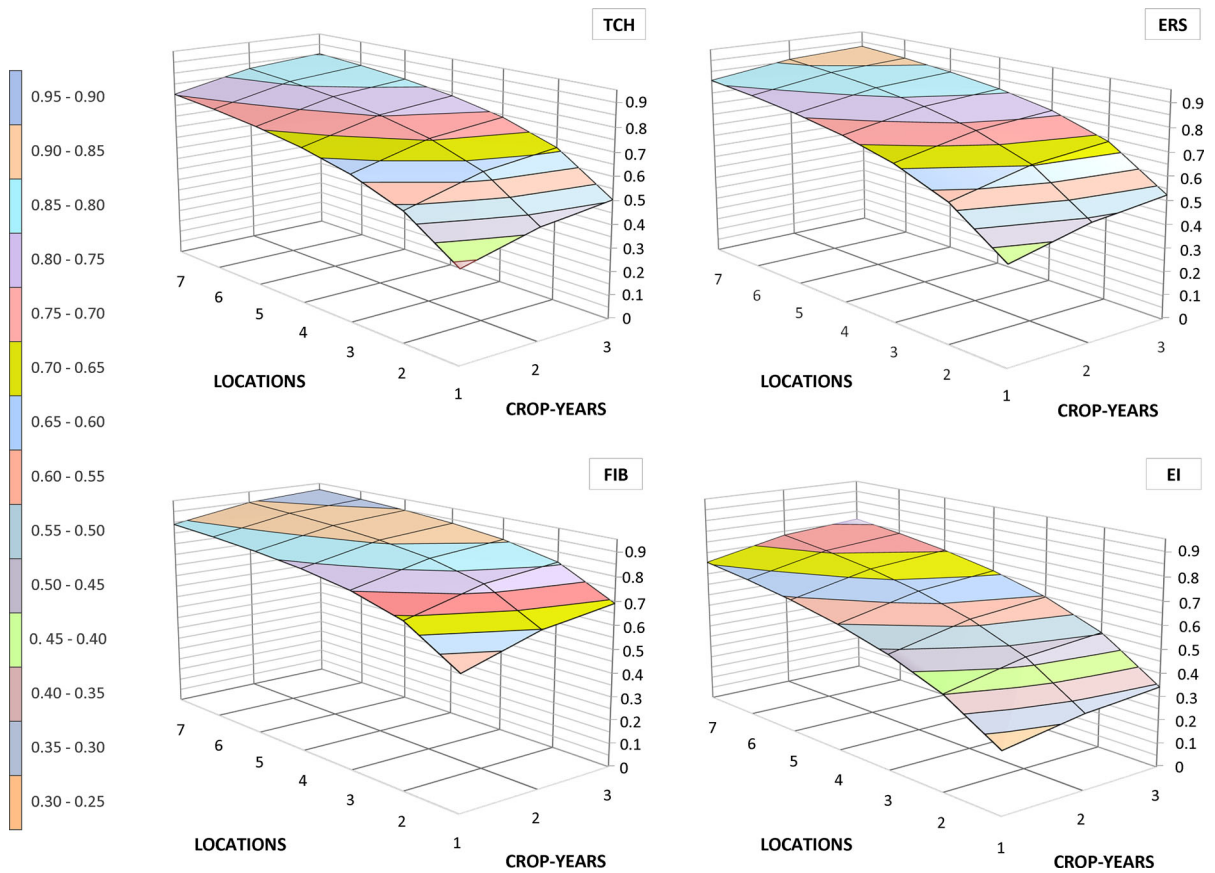 TCH
ERS
0.95 - 0.90
0.90 - 0.85
0.85 - 0.80
0.80 - 0.75
0.75 - 0.70
0.70 - 0.65
0.65 - 0.60
0.60 - 0.55
0.55 - 0.50
0.50 - 0.45
0.45 - 0.40
0.40 - 0.35
0.35 - 0.30
0.30 - 0.25
0.9
0.8
0.7
0.6
0.5
0.4
0.3
0.2
0.1
0
7
6
5
4
3
2
1
2
3
LOCATIONS
CROP-YEARS
0.9
0.8
0.7
0.6
0.5
0.4
0.3
0.2
0.1
0
7
6
5
4
3
2
1
2
3
LOCATIONS
CROP-YEARS
FIB
0.9
0.8
0.7
0.6
0.5
0.4
0.3
0.2
0.1
0
7
6
5
4
3
2
1
2
3
LOCATIONS
CROP-YEARS
EI
0.9
0.8
0.7
0.6
0.5
0.4
0.3
0.2
0.1
0
7
6
5
4
3
2
1
2
3
LOCATIONS
CROP-YEARS